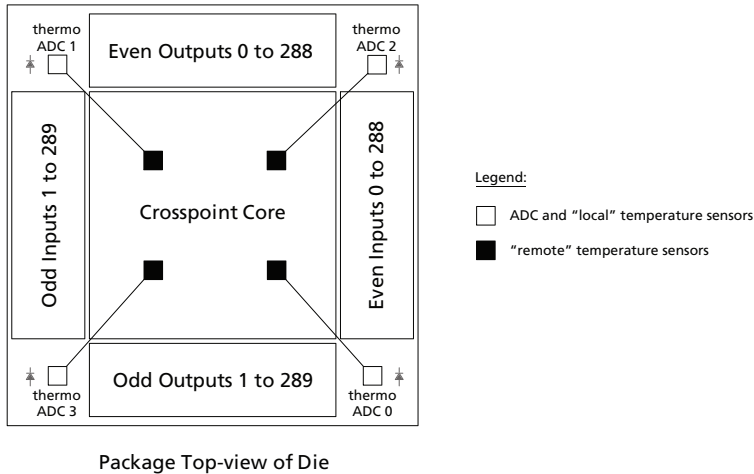 thermo
ADC 1
Even Outputs 0 to 288
thermo
ADC 2
Odd Inputs 1 to 289
Crosspoint Core
Even Inputs 0 to 288
Legend:
ADC and “local” temperature sensors
“remote” temperature sensors
thermo
ADC 3
Odd Outputs 1 to 289
thermo
ADC 0
Package Top-view of Die